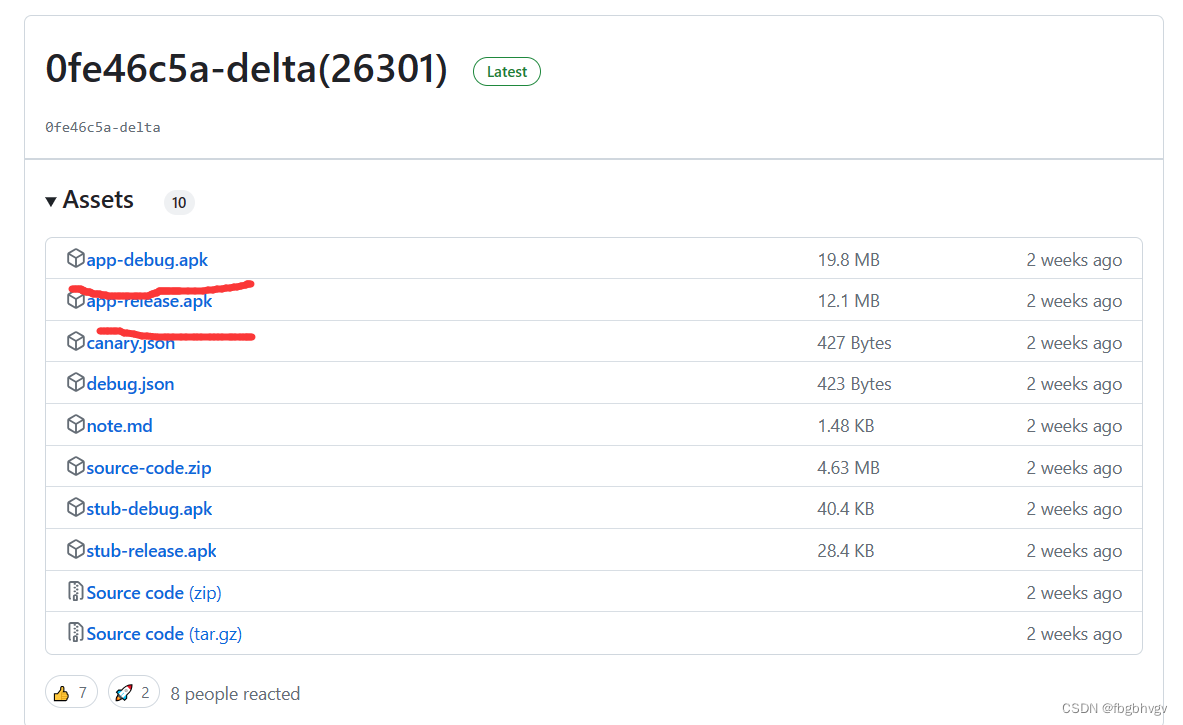 0fe46c5a-delta(26301) Latest
0fe46c5a-delta
Assets 10
app-debug.apk 19.8 MB 2 weeks ago
app-release.apk 12.1 MB 2 weeks ago
canary.json 427 Bytes 2 weeks ago
debug.json 423 Bytes 2 weeks ago
note.md 1.48 KB 2 weeks ago
source-code.zip 4.63 MB 2 weeks ago
stub-debug.apk 40.4 KB 2 weeks ago
stub-release.apk 28.4 KB 2 weeks ago
Source code (zip) 2 weeks ago
Source code (tar.gz) 2 weeks ago
7 2 8 people reacted
CSDN @fbgbhvgv